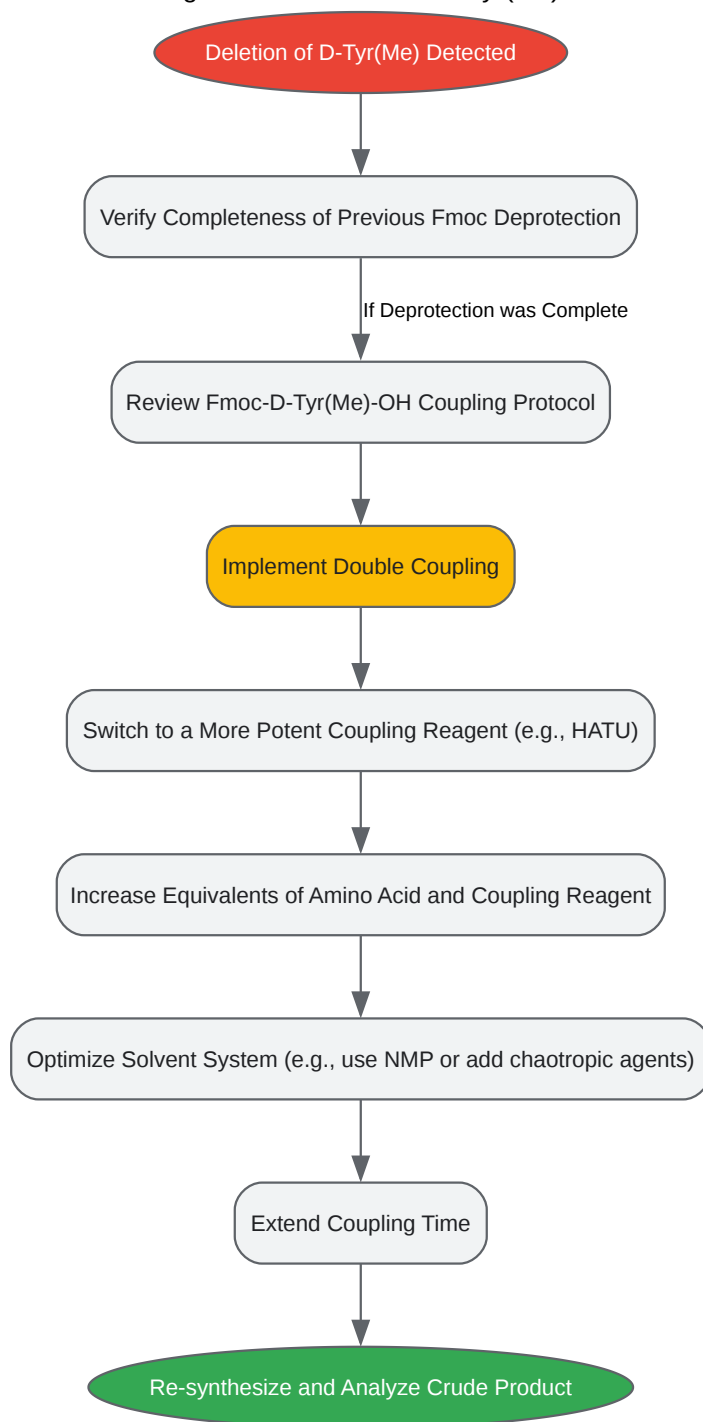 Deletion of D-Tyr(Me) Detected
Verify Completeness of Previous Fmoc Deprotection
If Deprotection was Complete
Review Fmoc-D-Tyr(Me)-OH Coupling Protocol
Implement Double Coupling
Switch to a More Potent Coupling Reagent (e.g., HATU)
Increase Equivalents of Amino Acid and Coupling Reagent
Optimize Solvent System (e.g., use NMP or add chaotropic agents)
Extend Coupling Time
Re-synthesize and Analyze Crude Product